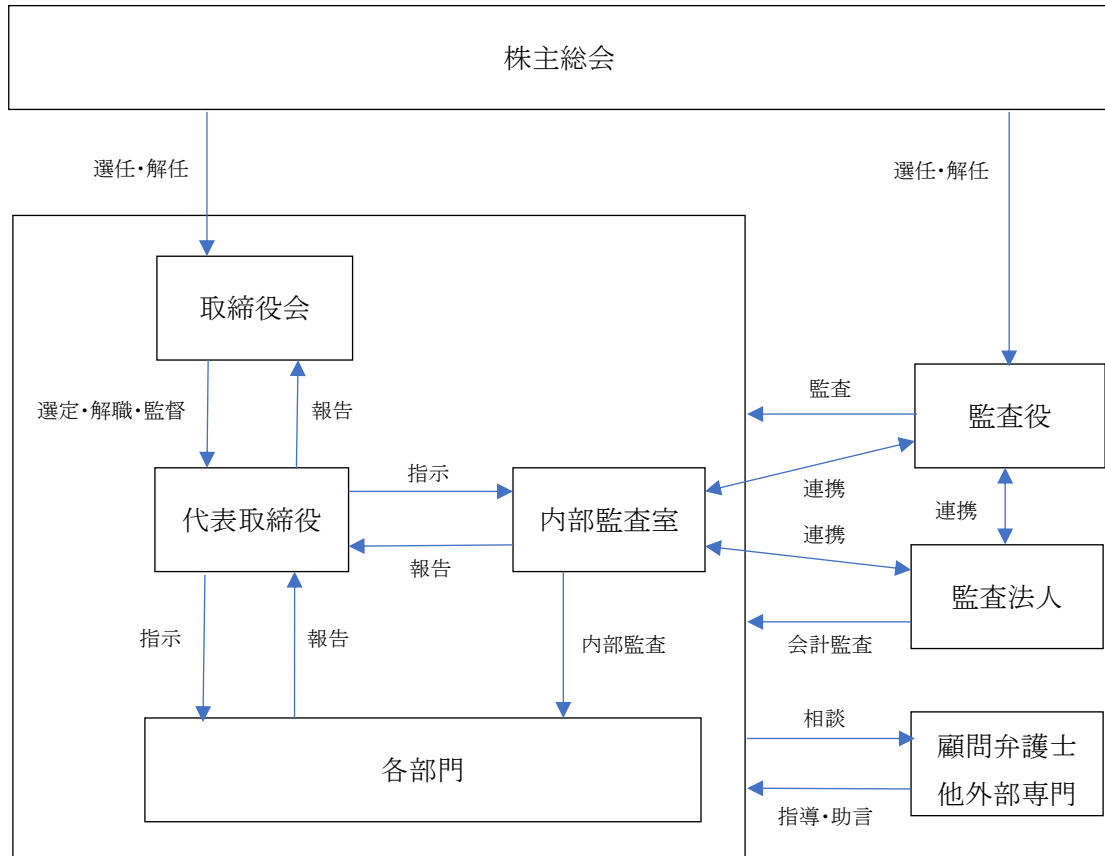 株主総会
選任・解任
選任・解任
取締役会
選定・解職・監督
報告
監査
監査役
代表取締役
指示
内部監査室
報告
連携
連携
連携
監査法人
指示
報告
内部監査
会計監査
各部門
相談
顧問弁護士
他外部専門
指導・助言